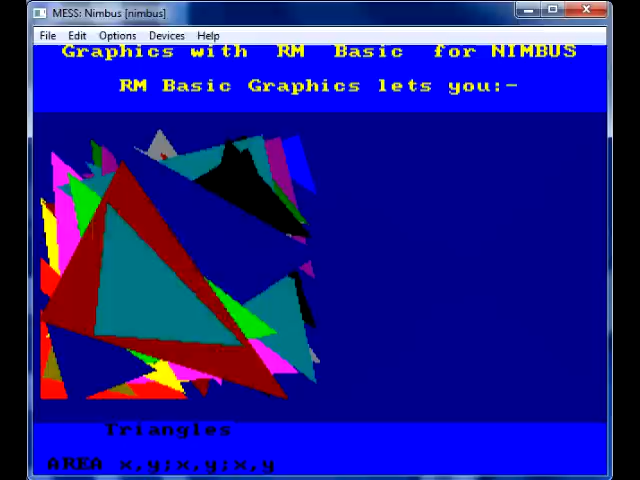 MESS: Nimbus [nimbus]
File Edit Options Devices Help
Graphics with RM Basic for NIMBUS
RM Basic Graphics lets you:-
Triangles
AREA x,y;x,y;x,y